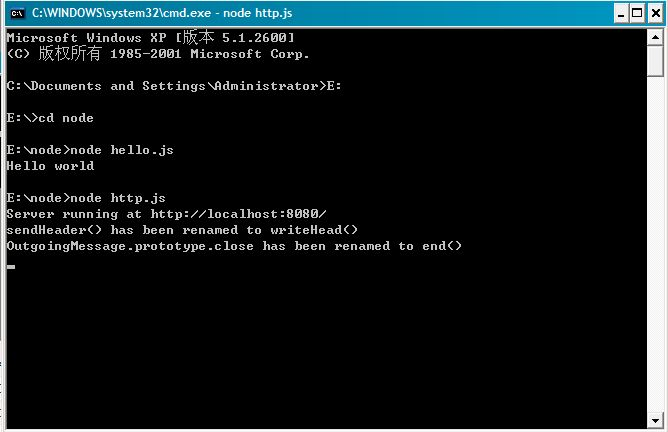 C:\WINDOWS\system32\cmd.exe - node http.js
Microsoft Windows XP [版本 5.1.2600]
(C) 版权所有 1985-2001 Microsoft Corp.
C:\Documents and Settings\Administrator>E:
E:\>cd node
E:\node>node hello.js
Hello world
E:\node>node http.js
Server running at http://localhost:8080/
sendHeader() has been renamed to writeHead()
OutgoingMessage.prototype.close has been renamed to end()